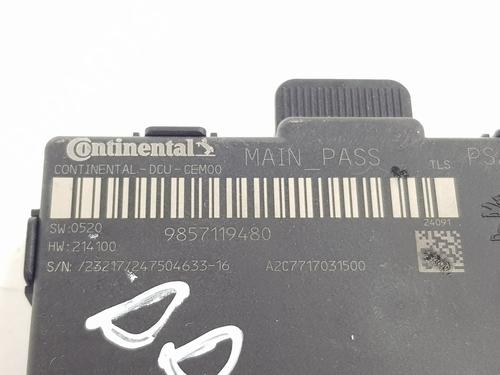 Continental MAIN_PASS TLS PS
CONTINENTAL-DCU-CEM00
SW:0520 9857119480 24091
HW:214100
S/N: /23217/247504633-16 A2C7717031500